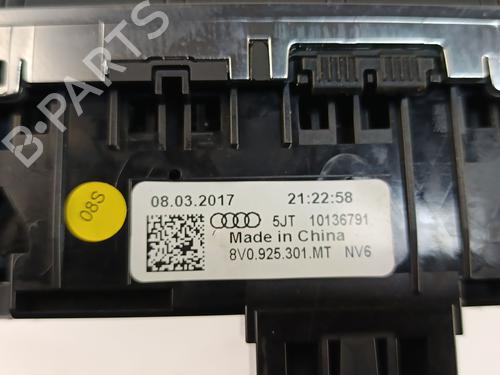 B-PARTS
08S
08.03.2017 21:22:58
5JT 10136791
Made in China
8V0.925.301.MT NV6